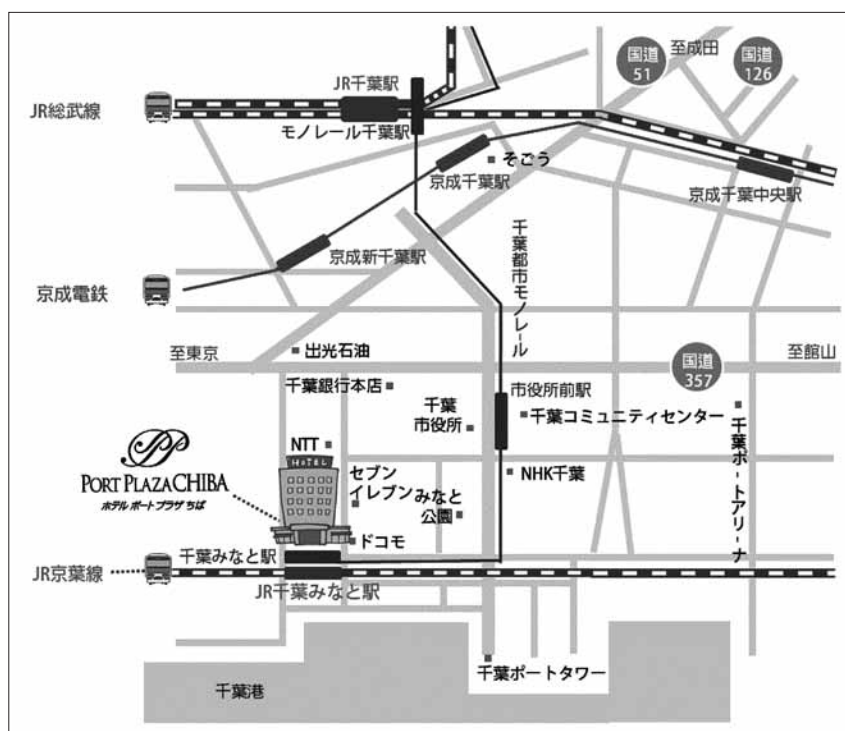 国道
51
至成田
国道
126
JR千葉駅
JR総武線
モノレール千葉駅
そごう
京成千葉駅
京成千葉中央駅
京成新千葉駅
千葉都市モノレール
京成電鉄
至東京
出光石油
国道
357
至館山
千葉銀行本店
市役所前駅
千葉
市役所
千葉コミュニティセンター
千葉ポートアリーナ
NTT
HOTEL
PORT PLAZA CHIBA
ホテル ポートプラザ ちば
セブン
イレブン
みなと
公園
NHK千葉
ドコモ
千葉みなと駅
JR京葉線
JR千葉みなと駅
千葉ポートタワー
千葉港